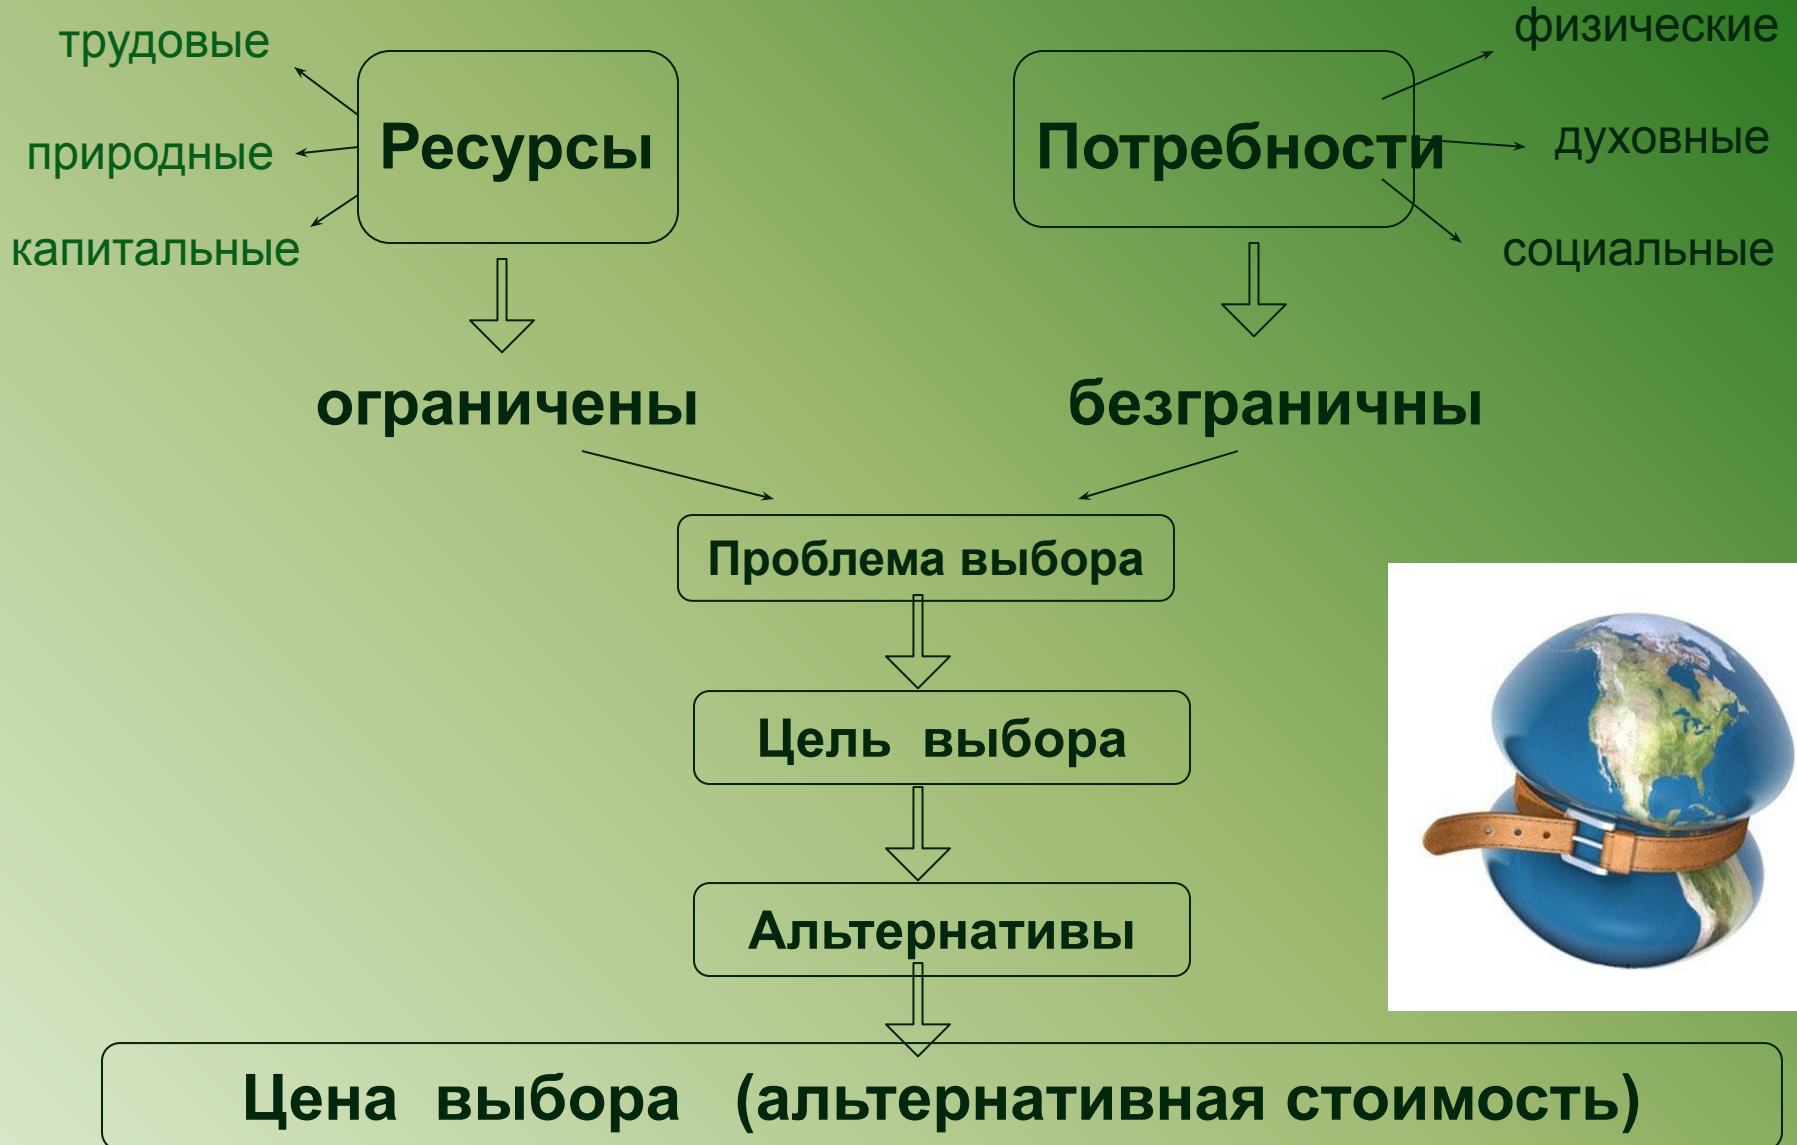 трудовые
природные
капитальные
Ресурсы
Потребности
физические
духовные
социальные
ограничены
безграничны
Проблема выбора
Цель выбора
Альтернативы
Цена выбора (альтернативная стоимость)